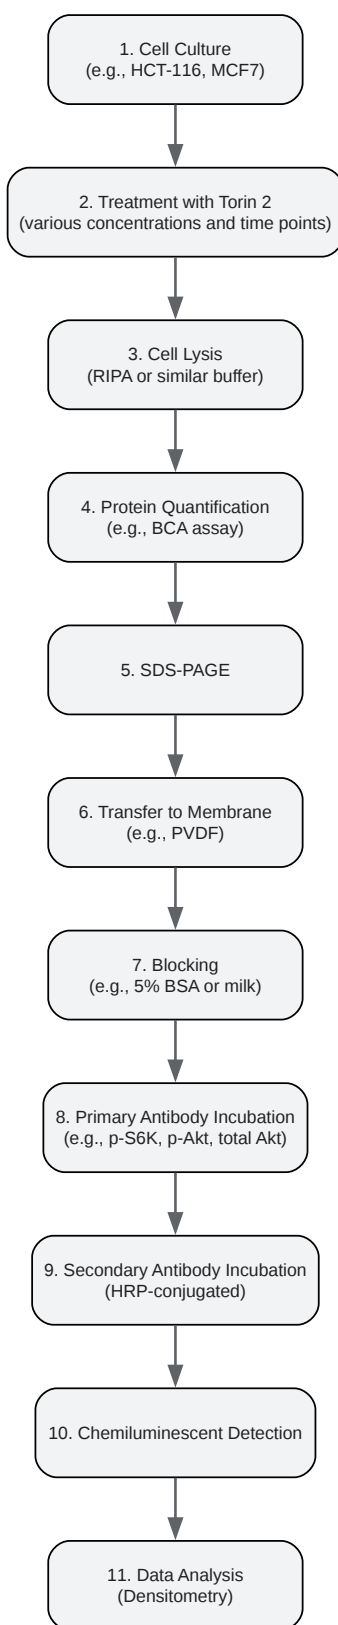 1. Cell Culture
(e.g., HCT-116, MCF7)
2. Treatment with Torin 2
(various concentrations and time points)
3. Cell Lysis
(RIPA or similar buffer)
4. Protein Quantification
(e.g., BCA assay)
5. SDS-PAGE
6. Transfer to Membrane
(e.g., PVDF)
7. Blocking
(e.g., 5% BSA or milk)
8. Primary Antibody Incubation
(e.g., p-S6K, p-Akt, total Akt)
9. Secondary Antibody Incubation
(HRP-conjugated)
10. Chemiluminescent Detection
11. Data Analysis
(Densitometry)